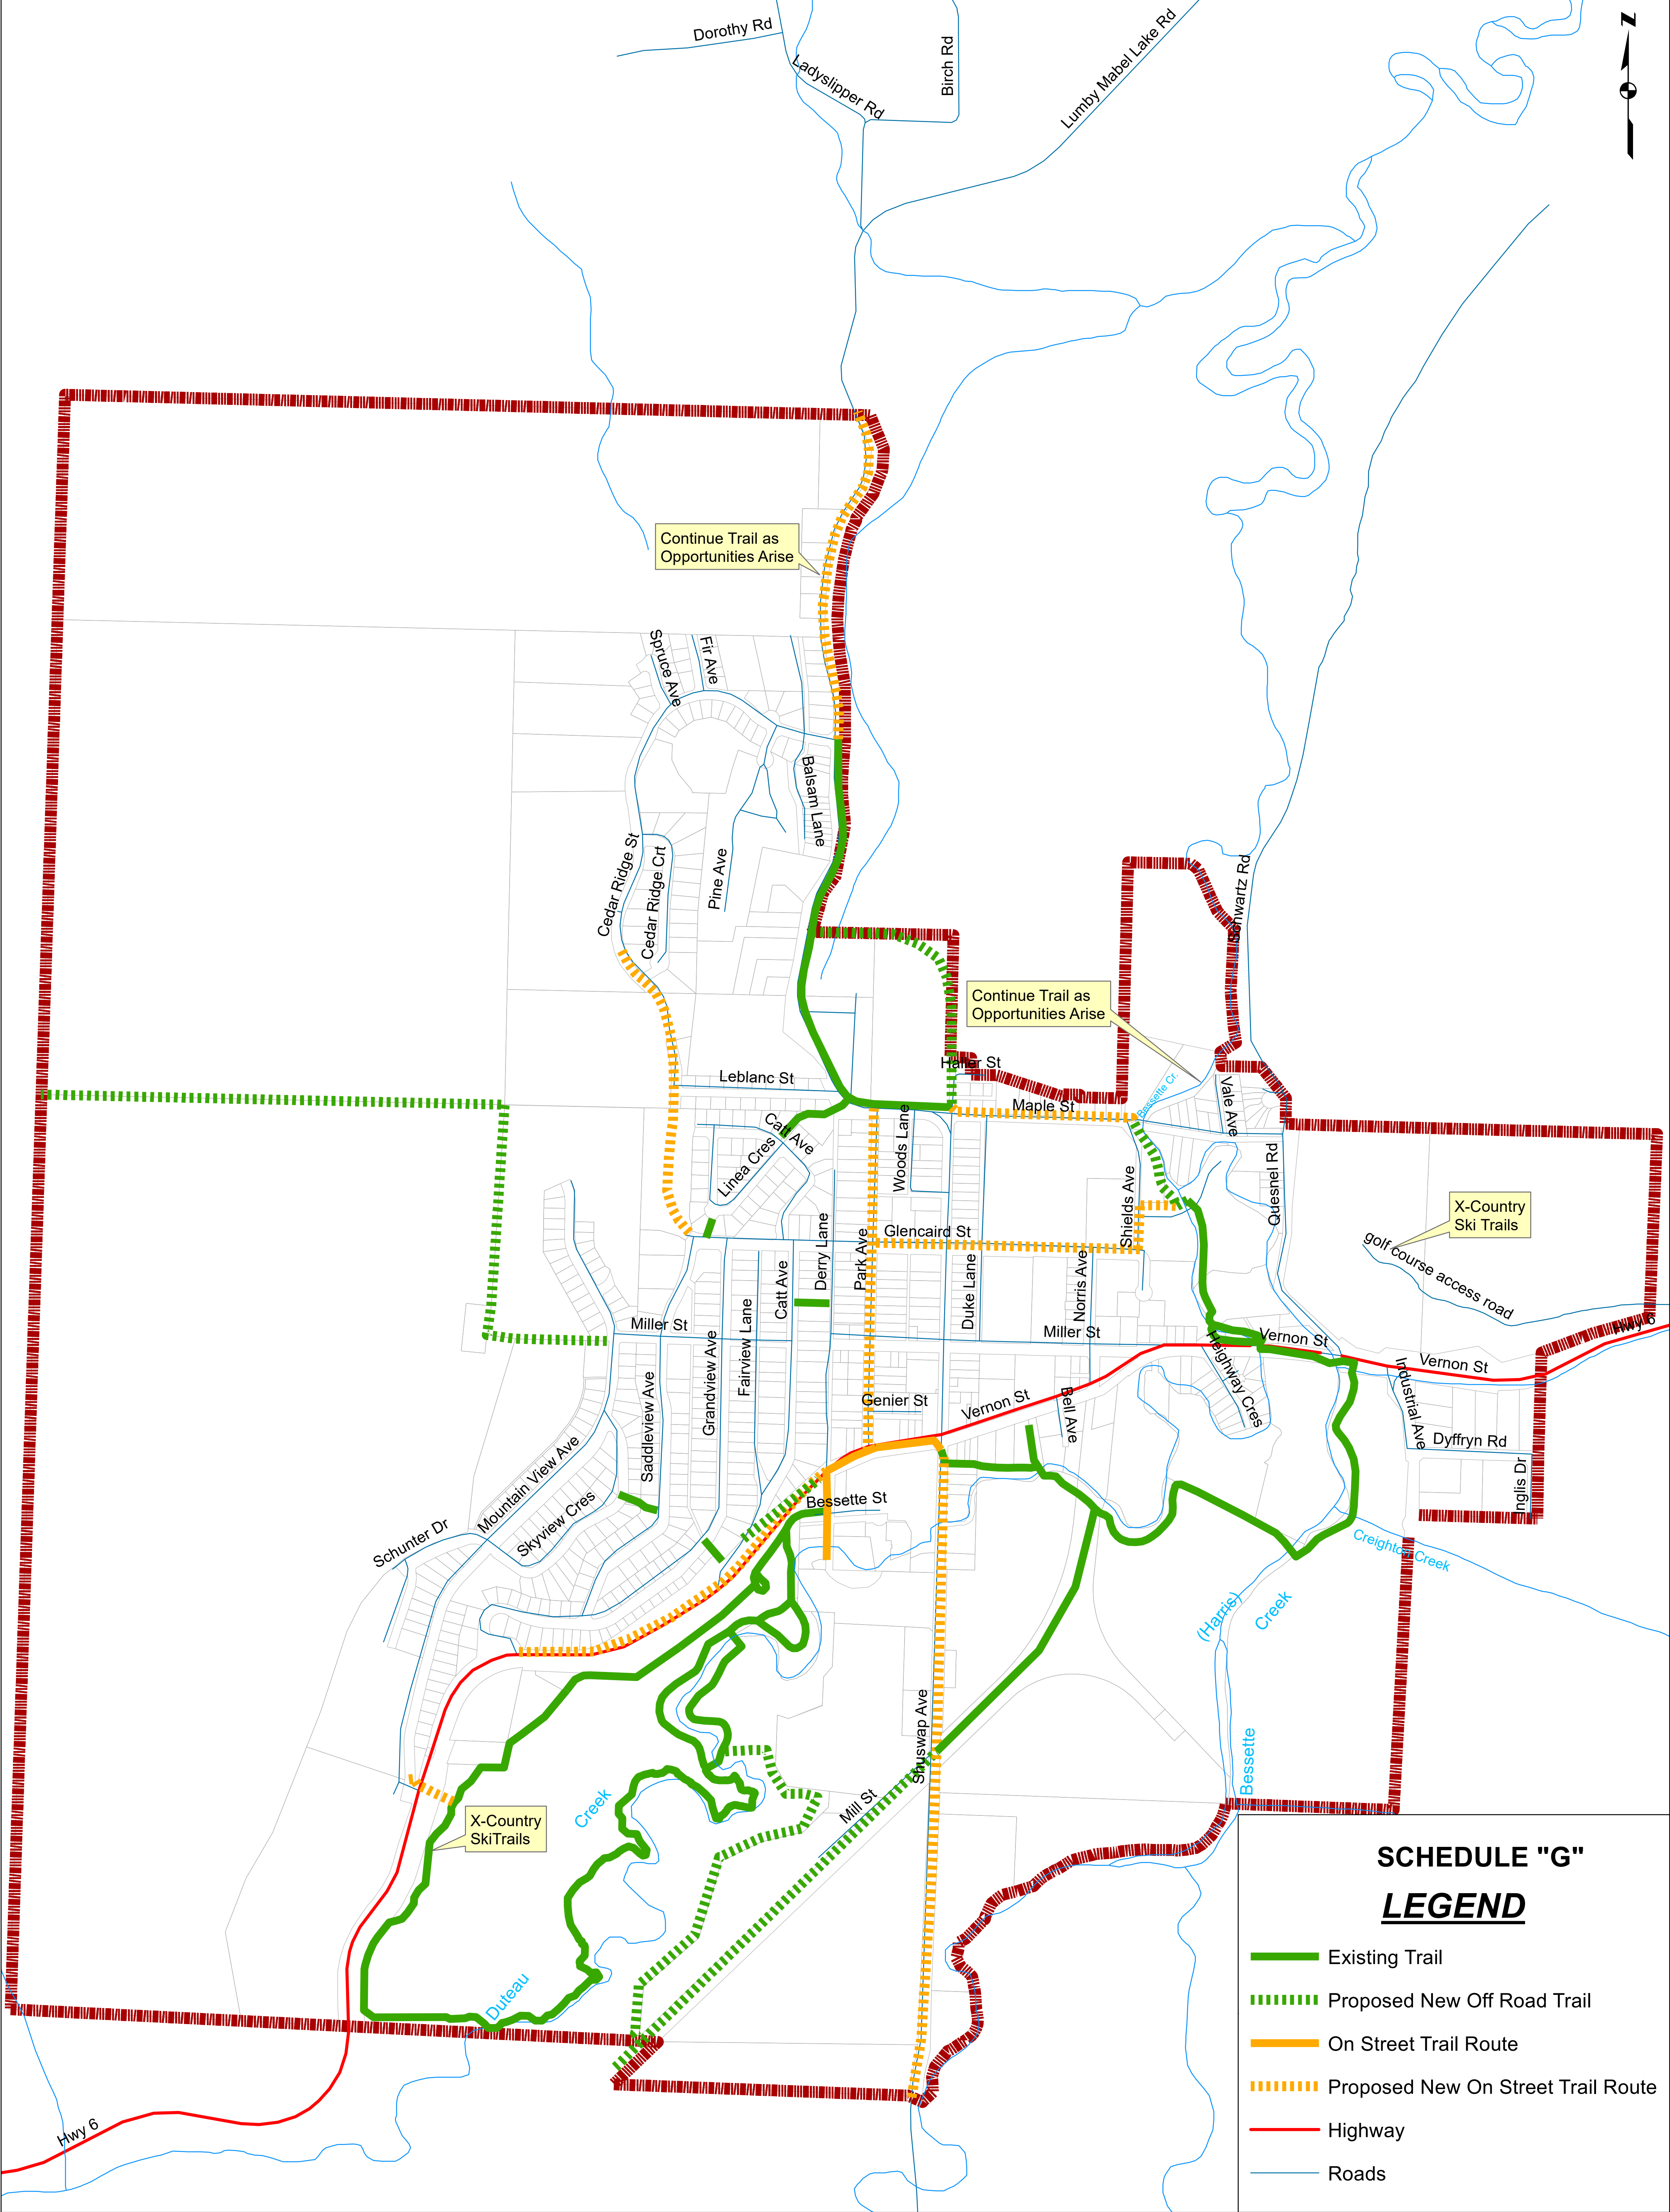 Dorothy Rd
Ladyslipper Rd
Birch Rd
Lumby Mabel Lake Rd
N
Continue Trail as
Opportunities Arise
Spruce Ave
Fir Ave
Balsam Lane
Cedar Ridge St
Cedar Ridge Crt
Pine Ave
Schwartz Rd
Continue Trail as
Opportunities Arise
Haller St
Leblanc St
Maple St
Bessette Cr.
Vale Ave
Catt Ave
Linea Cres
Woods Lane
Shields Ave
Quesnel Rd
X-Country
Ski Trails
golf course access road
Glencaird St
Derry Lane
Park Ave
Catt Ave
Duke Lane
Norris Ave
Miller St
Miller St
Vernon St
Hwy 6
Vernon St
Heighway Cres
Industrial Ave
Grandview Ave
Fairview Lane
Saddleview Ave
Genier St
Vernon St
Bell Ave
Dyffryn Rd
Inglis Dr
Mountain View Ave
Skyview Cres
Schunter Dr
Bessette St
Creighton Creek
(Harris)
Creek
Bessette
Shuswap Ave
Mill St
Creek
X-Country
SkiTrails
Duteau
Hwy 6
SCHEDULE "G"
LEGEND
Existing Trail
Proposed New Off Road Trail
On Street Trail Route
Proposed New On Street Trail Route
Highway
Roads